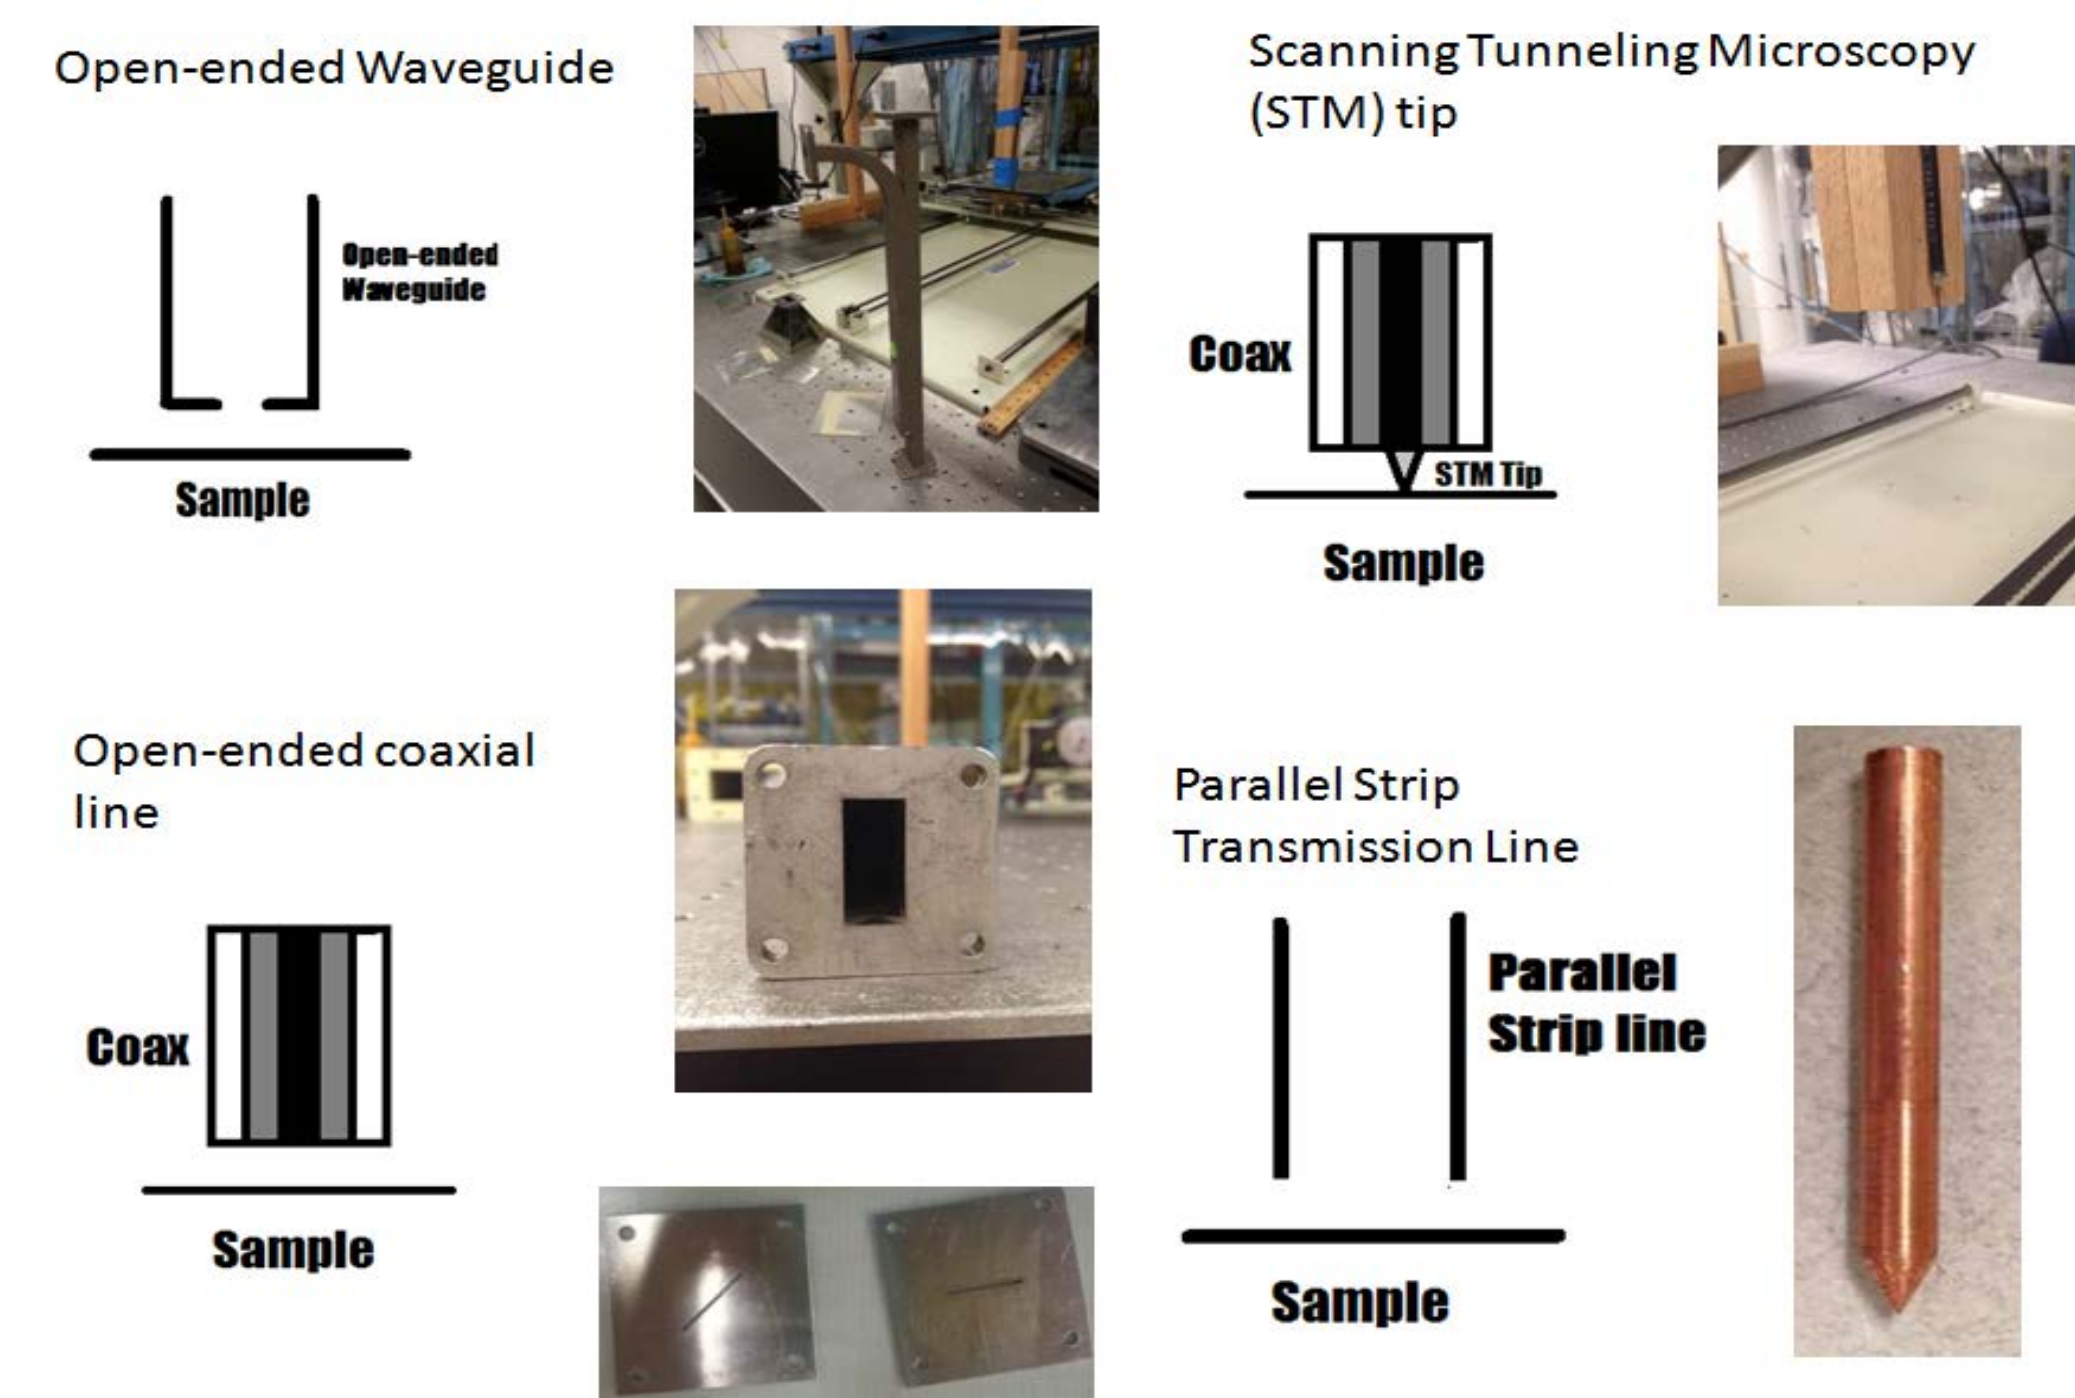 Open-ended Waveguide
Open-ended
Waveguide
Sample
Scanning Tunneling Microscopy
(STM) tip
Coax
STM Tip
Sample
Open-ended coaxial
line
Coax
Sample
Parallel Strip
Transmission Line
Parallel
Strip line
Sample